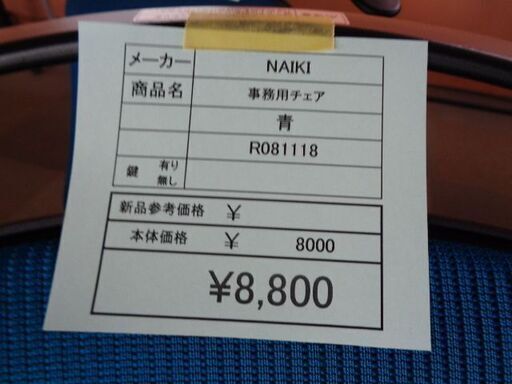 メーカー NAIKI
商品名 事務用チェア
青
R081118
鍵 有り
無し
新品参考価格 ¥
本体価格 ¥ 8000
¥8,800